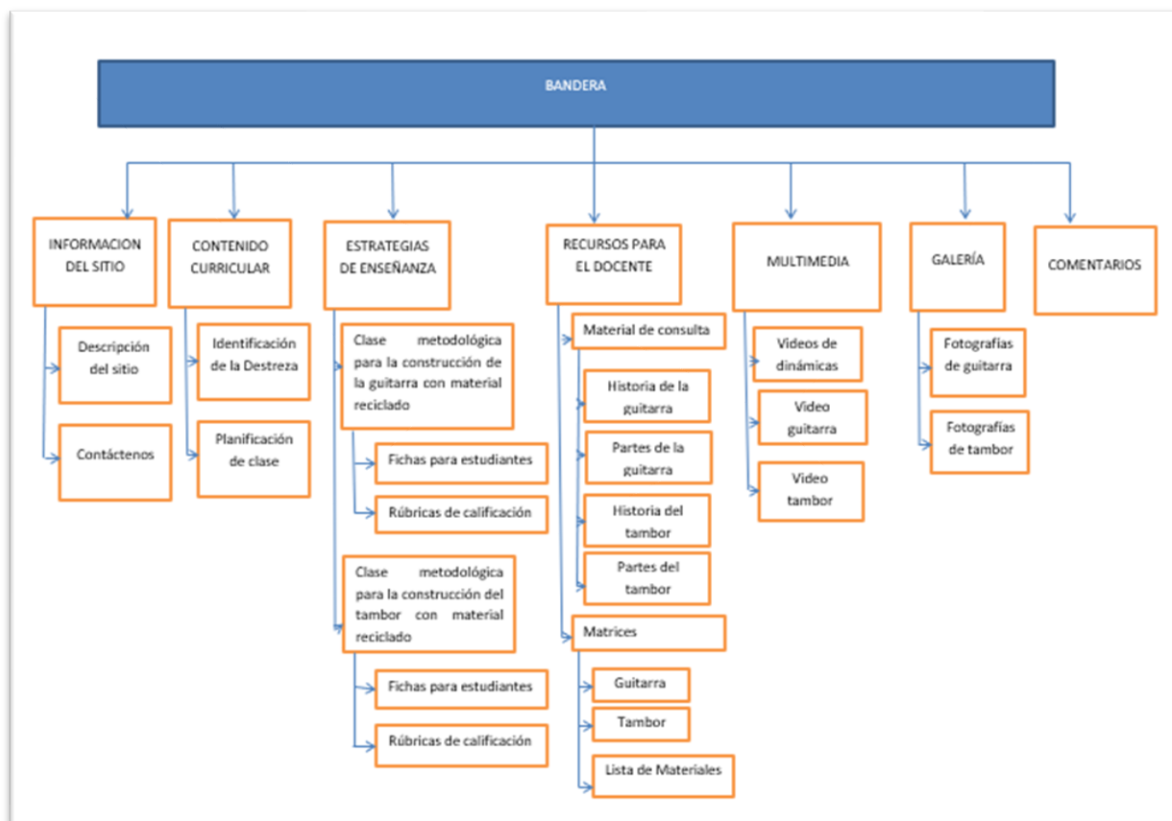 BANDERA
INFORMACION
DEL SITIO
CONTENIDO
CURRICULAR
ESTRATEGIAS
DE ENSEÑANZA
RECURSOS PARA
EL DOCENTE
MULTIMEDIA
GALERÍA
COMENTARIOS
Descripción
del sitio
Contáctenos
Identificación
de la Destreza
Planificación
de clase
Clase metodológica
para la construcción de
la guitarra con material
reciclado
Fichas para estudiantes
Rúbricas de calificación
Clase metodológica
para la construcción del
tambor con material
reciclado
Fichas para estudiantes
Rúbricas de calificación
Material de consulta
Historia de la
guitarra
Partes de la
guitarra
Historia del
tambor
Partes del
tambor
Matrices
Guitarra
Tambor
Lista de Materiales
Videos de
dinámicas
Video
guitarra
Video
tambor
Fotografías
de guitarra
Fotografías
de tambor